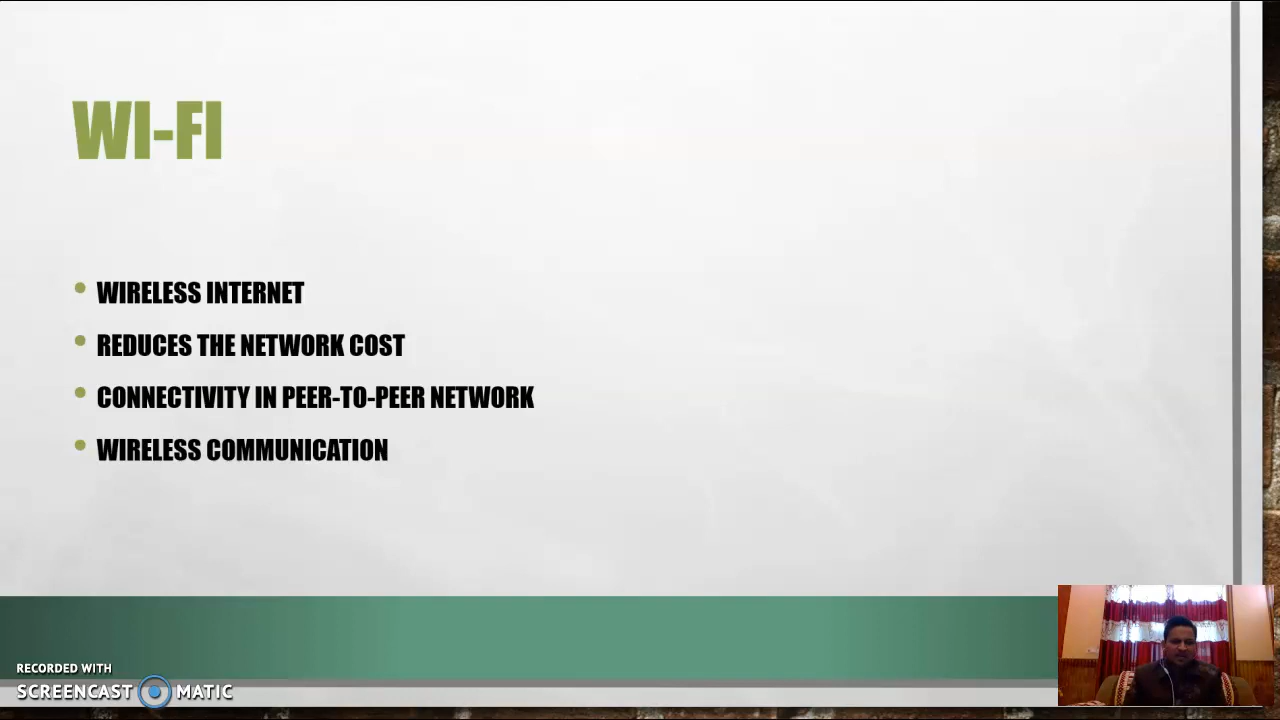 WI-FI
WIRELESS INTERNET
REDUCES THE NETWORK COST
CONNECTIVITY IN PEER-TO-PEER NETWORK
WIRELESS COMMUNICATION
RECORDED WITH
SCREENCAST MATIC